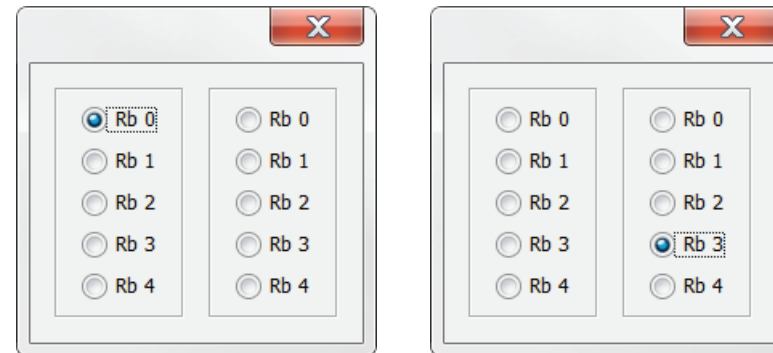 Rb 0 Rb 0 Rb 0 Rb 0
Rb 1 Rb 1 Rb 1 Rb 1
Rb 2 Rb 2 Rb 2 Rb 2
Rb 3 Rb 3 Rb 3 Rb 3
Rb 4 Rb 4 Rb 4 Rb 4